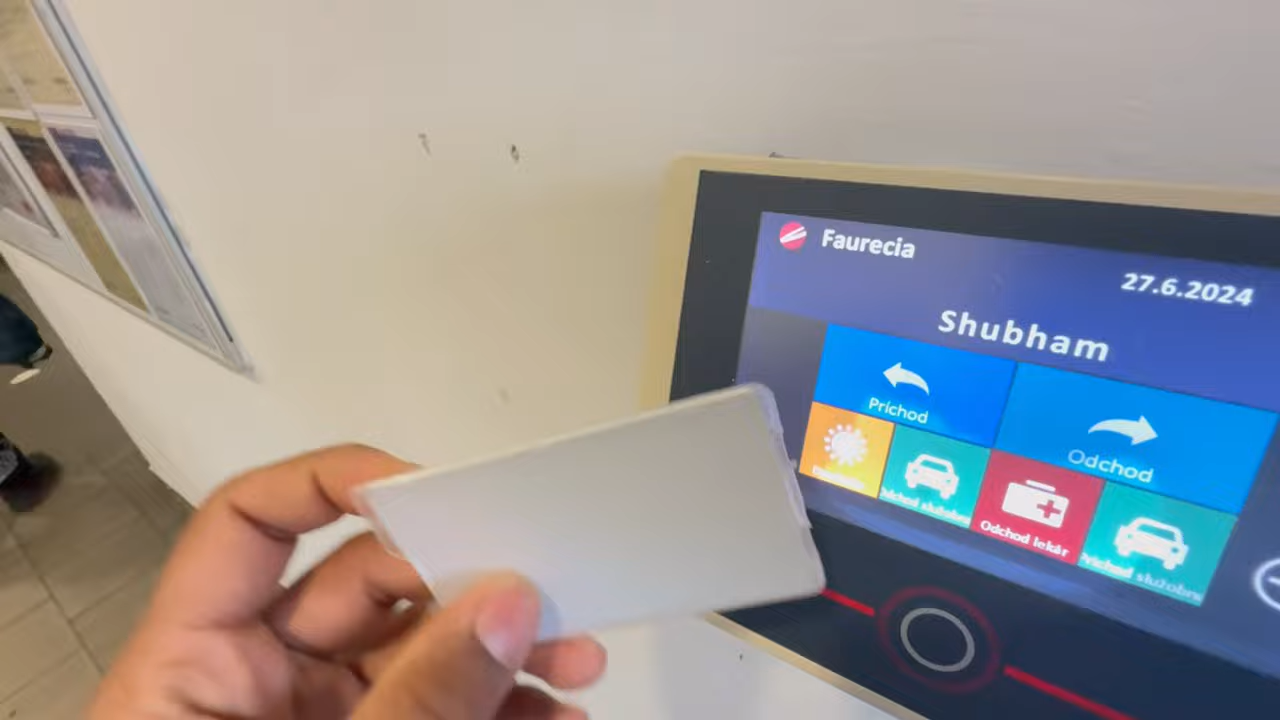 Faurecia
27.6.2024
Shubham
Príchod
Odchod
Odchod lekár